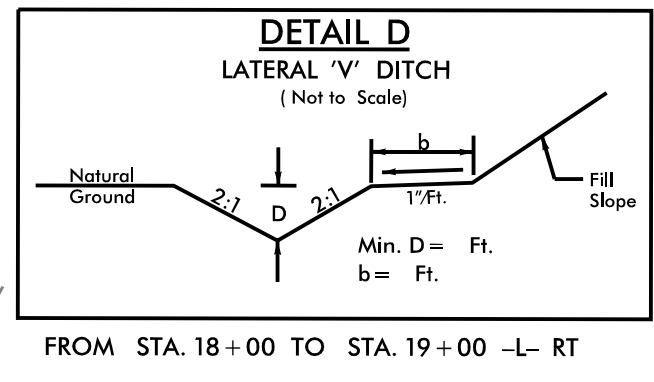 DETAIL D
LATERAL 'V' DITCH
( Not to Scale)
b
Natural
Ground
2:1
D
2:1
1"/Ft.
Fill
Slope
Min. D = Ft.
b = Ft.
FROM STA. 18+00 TO STA. 19+00 -L- RT